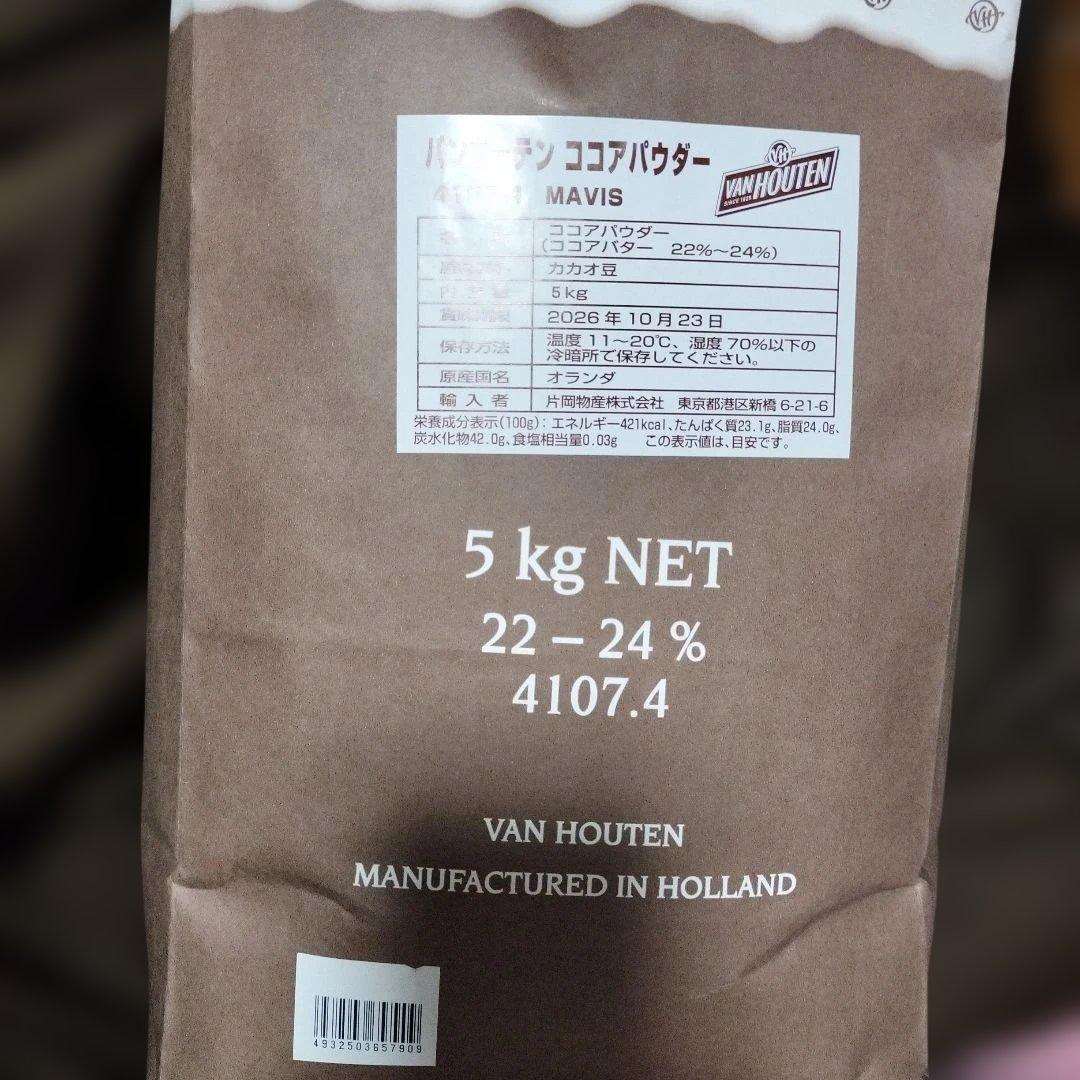 ココアパウダー
VAN HOUTEN
SINCE 1828
MAVIS
ココアパウダー
(ココアバター 22%〜24%)
カカオ豆
5kg
賞味期限 2026年10月23日
保存方法 温度11〜20℃、湿度70%以下の
冷暗所で保存してください。
原産国名 オランダ
輸入者 片岡物産株式会社 東京都港区新橋6-21-6
栄養成分表示(100g):エネルギー421kcal、たんぱく質23.1g、脂質24.0g、
炭水化物42.0g、食塩相当量0.03g この表示値は、目安です。
5 kg NET
22 – 24 %
4107.4
VAN HOUTEN
MANUFACTURED IN HOLLAND
4932503657909